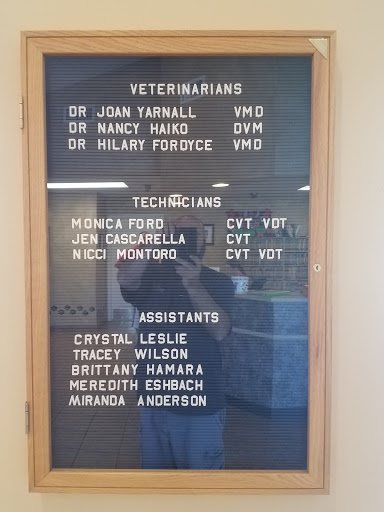 VETERINARIANS
DR JOAN YARNALL VMD
DR NANCY HAIKO DVM
DR HILARY FORDYCE VMD
TECHNICIANS
MONICA FORD CVT VDT
JEN CASCARELLA CVT
NICCI MONTORO CVT VDT
ASSISTANTS
CRYSTAL LESLIE
TRACEY WILSON
BRITTANY HAMARA
MEREDITH ESHBACH
MIRANDA ANDERSON